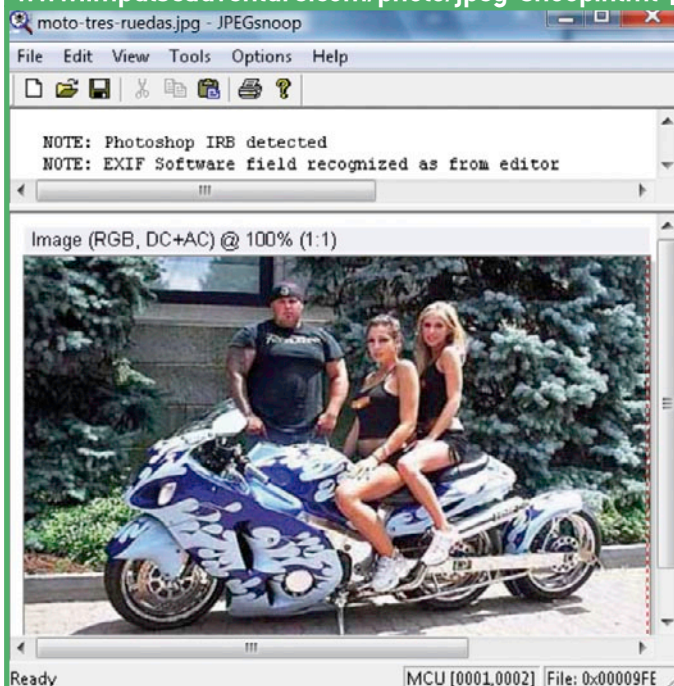 moto-tres-ruedas.jpg - JPEGsnoop
File Edit View Tools Options Help
NOTE: Photoshop IRB detected
NOTE: EXIF Software field recognized as from editor
Image (RGB, DC+AC) @ 100% (1:1)
Ready MCU [0001,0002] File: 0x00009FE